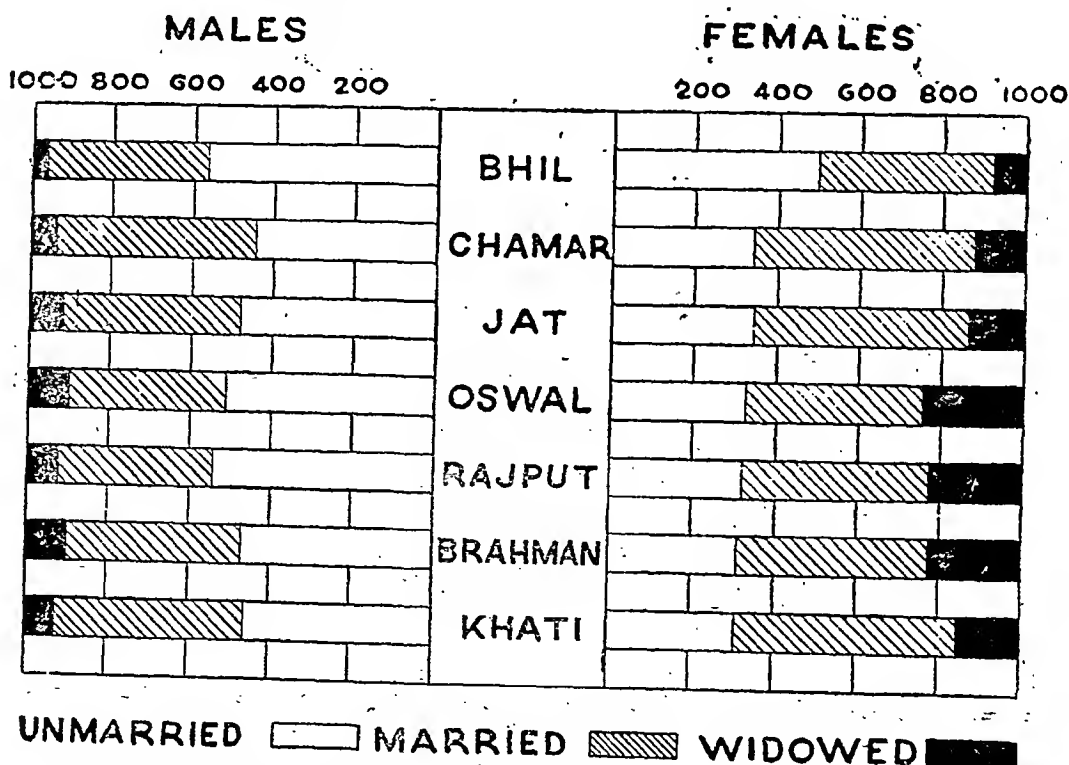 MALES FEMALES
1000 800 600 400 200 200 400 600 800 1000
BHIL
CHAMAR
JAT
OSWAL
RAJPUT
BRAHMAN
KHATI
UNMARRIED MARRIED WIDOWED